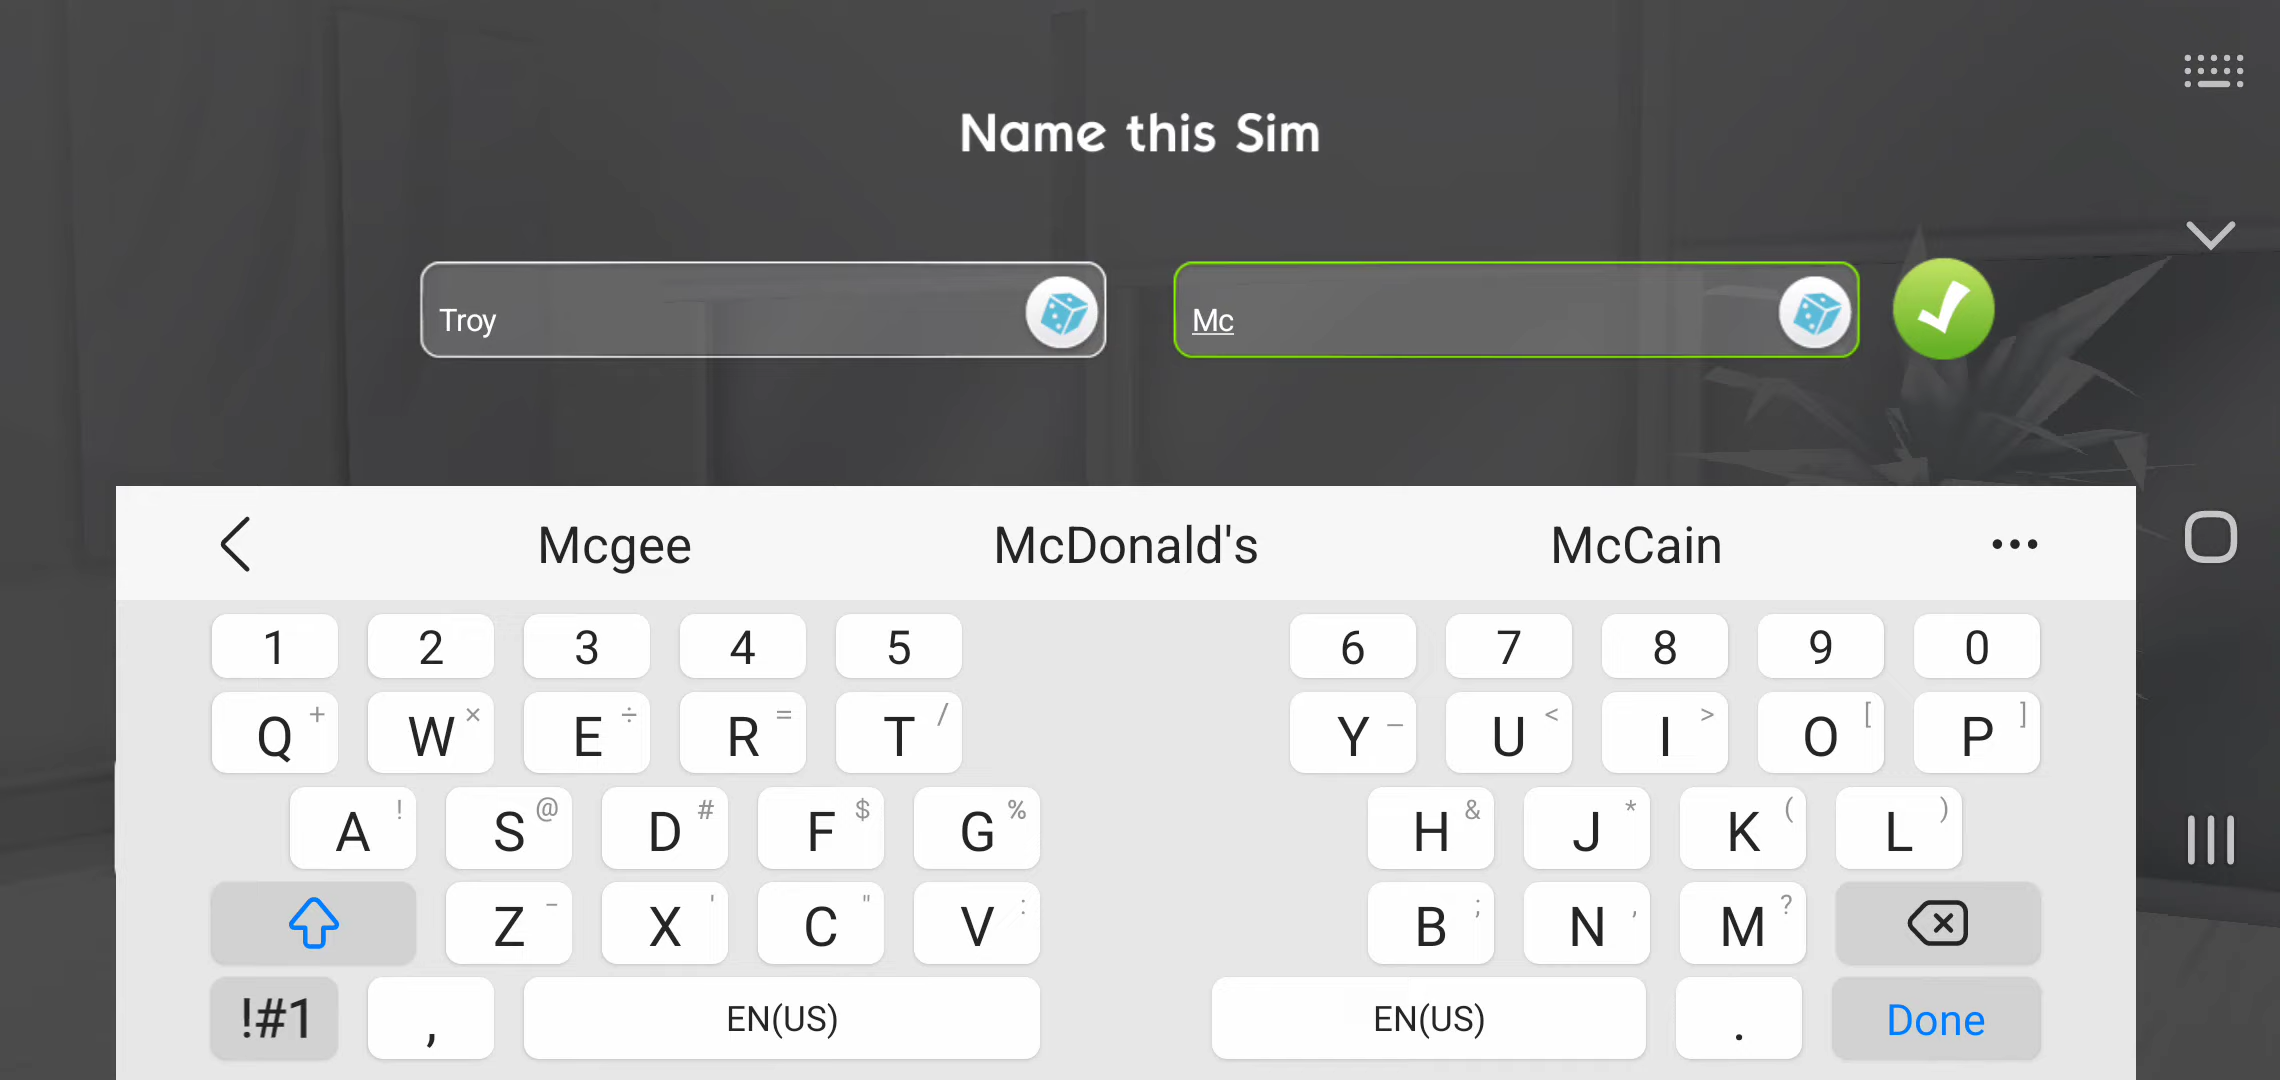 Name this Sim
Troy
Mc
Mcgee McDonald's McCain ...
1 2 3 4 5 6 7 8 9 0
Q + W × E ÷ R = T / Y _ U < I > O [ P ]
A ! S @ D # F $ G % H & J * K ( L )
Z - X ' C " V : B ; N , M ?
!#1 , EN(US) EN(US) . Done